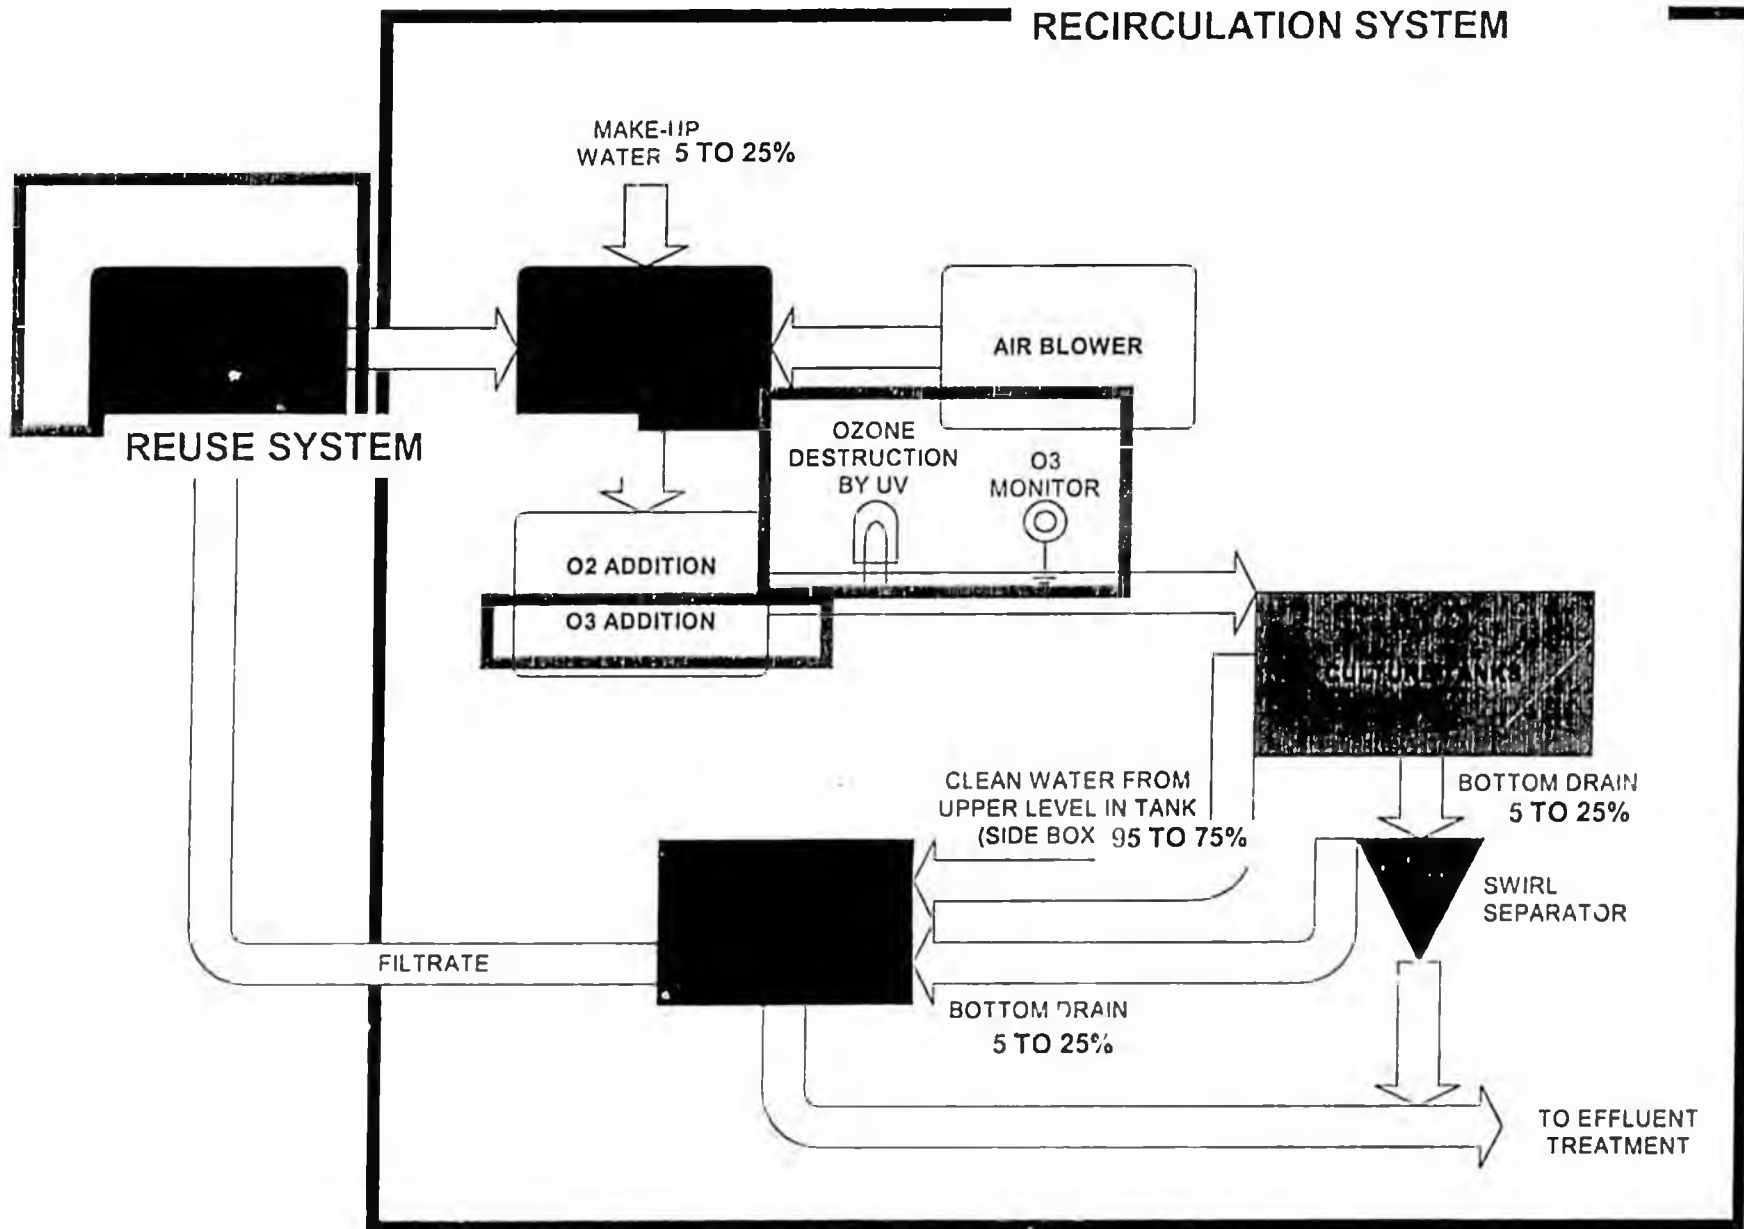 RECIRCULATION SYSTEM
MAKE-UP
WATER 5 TO 25%
AIR BLOWER
REUSE SYSTEM
OZONE
DESTRUCTION
BY UV
O3
MONITOR
O2 ADDITION
O3 ADDITION
CULTURE TANKS
CLEAN WATER FROM
UPPER LEVEL IN TANK
(SIDE BOX 95 TO 75%
BOTTOM DRAIN
5 TO 25%
SWIRL
SEPARATOR
FILTRATE
BOTTOM DRAIN
5 TO 25%
TO EFFLUENT
TREATMENT